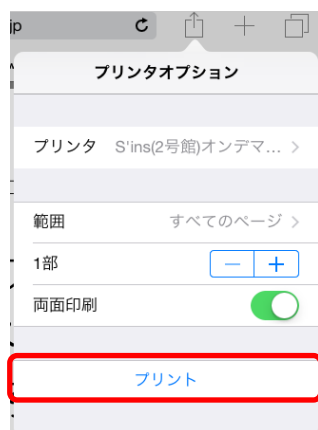 jp
プリンタオプション
プリンタ S'ins(2号館)オンデマ...
範囲 すべてのページ
1部
両面印刷
プリント